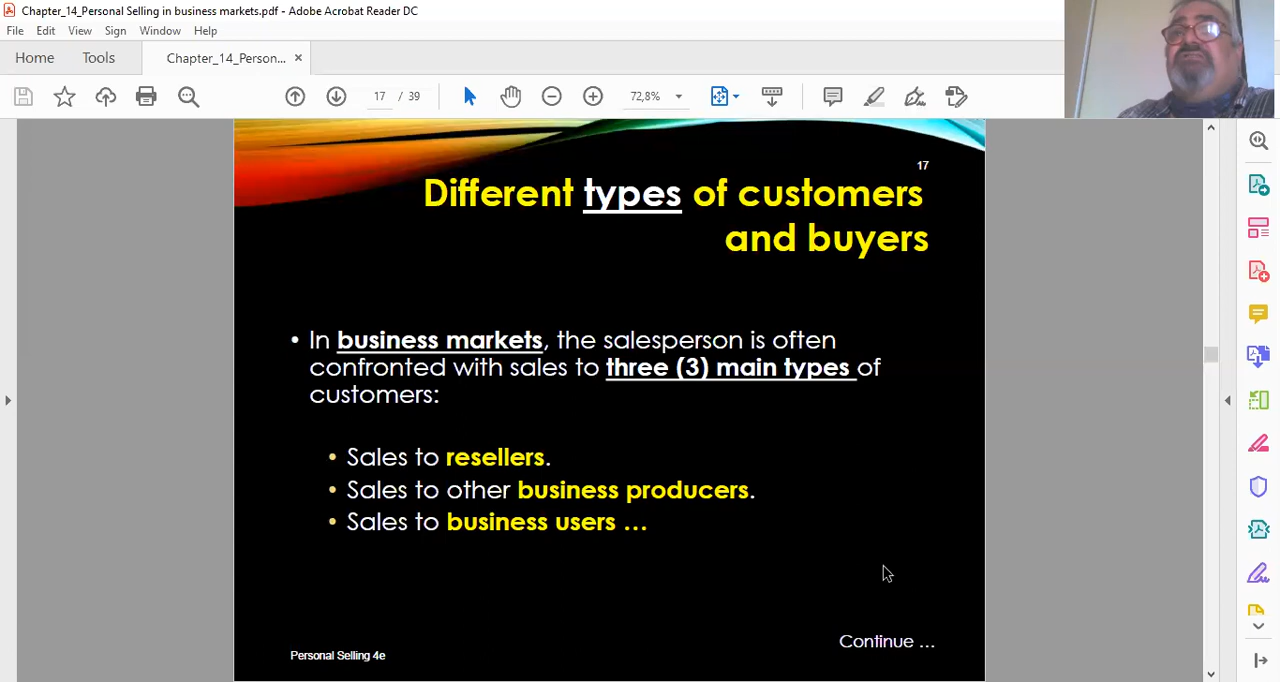 Chapter_14_Personal Selling in business markets.pdf - Adobe Acrobat Reader DC
File Edit View Sign Window Help
Home Tools Chapter_14_Person... ×
17 / 39 72,8%
17
Different types of customers
and buyers
• In business markets, the salesperson is often
confronted with sales to three (3) main types of
customers:
• Sales to resellers.
• Sales to other business producers.
• Sales to business users ...
Continue ...
Personal Selling 4e